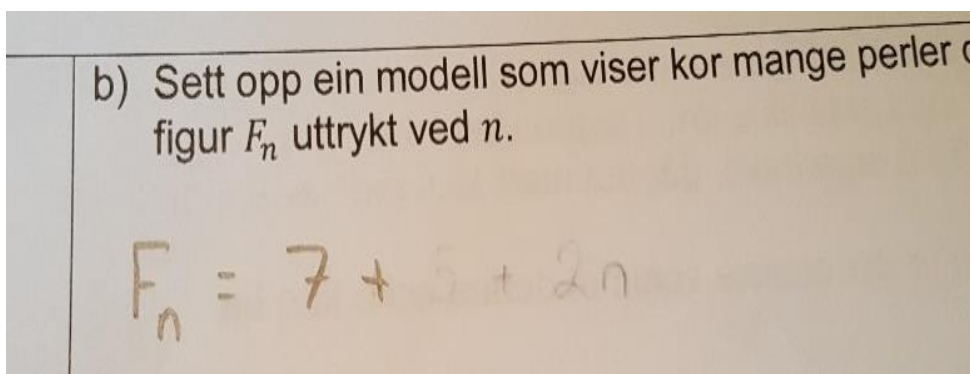 b) Sett opp ein modell som viser kor mange perler
figur Fₙ uttrykt ved n.
Fₙ = 7 + 5 + 2n